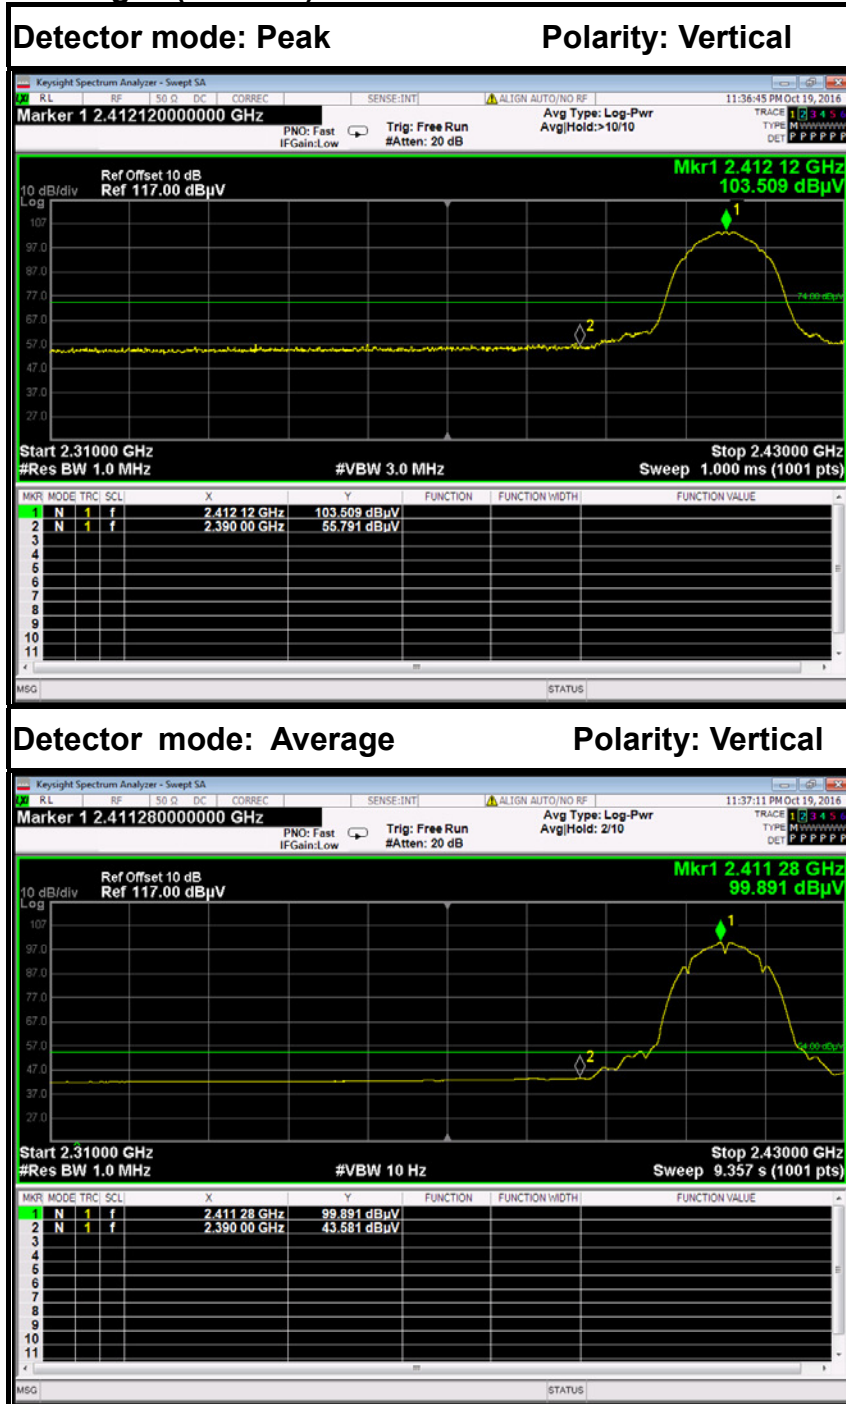 Detector mode: Peak Polarity: Vertical
Keysight Spectrum Analyzer - Swept SA
RL RF 50 Ω DC CORREC SENSE:INT ALIGN AUTO/NO RF 11:36:45 PM Oct 19, 2016
Marker 1 2.412120000000 GHz
PNO: Fast
IFGain:Low
Trig: Free Run
#Atten: 20 dB
Avg Type: Log-Pwr
Avg|Hold:>10/10
TRACE 1 2 3 4 5 6
TYPE M W W W W W
DET P P P P P P
Mkr1 2.412 12 GHz
103.509 dBµV
Ref Offset 10 dB
10 dB/div Ref 117.00 dBµV
Log
107
97.0
87.0
77.0
74.00 dBµV
67.0
57.0
47.0
37.0
27.0
1
2
Start 2.31000 GHz Stop 2.43000 GHz
#Res BW 1.0 MHz #VBW 3.0 MHz Sweep 1.000 ms (1001 pts)
MKR MODE TRC SCL X Y FUNCTION FUNCTION WIDTH FUNCTION VALUE
1 N 1 f 2.412 12 GHz 103.509 dBµV
2 N 1 f 2.390 00 GHz 55.791 dBµV
3
4
5
6
7
8
9
10
11
MSG STATUS
Detector mode: Average Polarity: Vertical
Keysight Spectrum Analyzer - Swept SA
RL RF 50 Ω DC CORREC SENSE:INT ALIGN AUTO/NO RF 11:37:11 PM Oct 19, 2016
Marker 1 2.411280000000 GHz
PNO: Fast
IFGain:Low
Trig: Free Run
#Atten: 20 dB
Avg Type: Log-Pwr
Avg|Hold: 2/10
TRACE 1 2 3 4 5 6
TYPE M W W W W W
DET P P P P P P
Mkr1 2.411 28 GHz
99.891 dBµV
Ref Offset 10 dB
10 dB/div Ref 117.00 dBµV
Log
107
97.0
87.0
77.0
67.0
57.0
54.00 dBµV
47.0
37.0
27.0
1
2
Start 2.31000 GHz Stop 2.43000 GHz
#Res BW 1.0 MHz #VBW 10 Hz Sweep 9.357 s (1001 pts)
MKR MODE TRC SCL X Y FUNCTION FUNCTION WIDTH FUNCTION VALUE
1 N 1 f 2.411 28 GHz 99.891 dBµV
2 N 1 f 2.390 00 GHz 43.581 dBµV
3
4
5
6
7
8
9
10
11
MSG STATUS